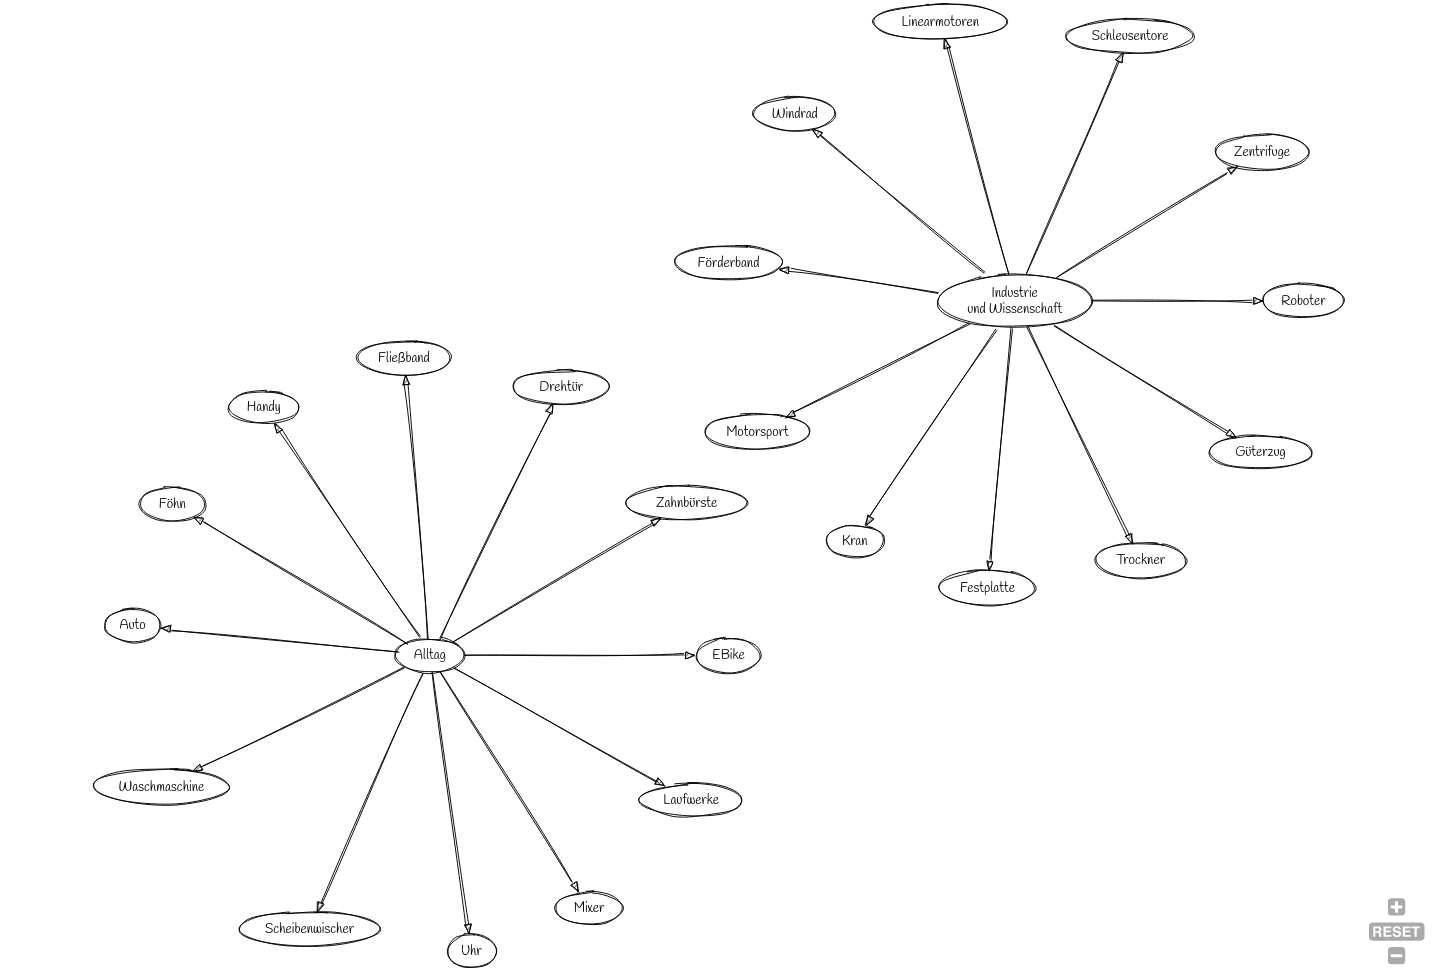 Linearmotoren
Schleusentore
Windrad
Zentrifuge
Förderband
Industrie
und Wissenschaft
Roboter
Motorsport
Güterzug
Kran
Festplatte
Trockner
Fließband
Drehtür
Handy
Föhn
Zahnbürste
Auto
Alltag
EBike
Waschmaschine
Laufwerke
Scheibenwischer
Uhr
Mixer
+
RESET
−